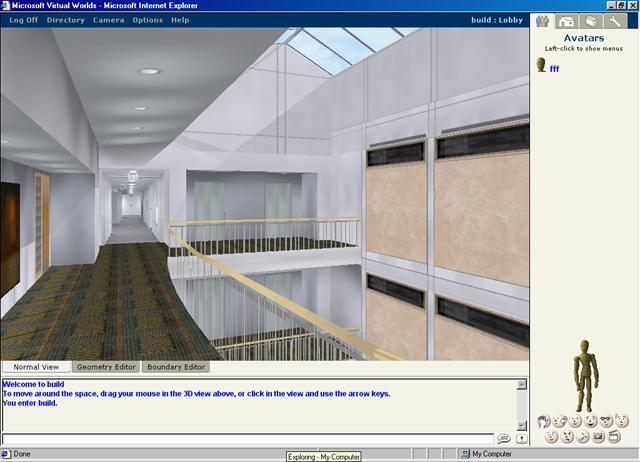 Microsoft Virtual Worlds - Microsoft Internet Explorer
Log Off Directory Camera Options Help build : Lobby
Avatars
Left-click to show menus
fff
Normal View Geometry Editor Boundary Editor
Welcome to build
To move around the space, drag your mouse in the 3D view above, or click in the view and use the arrow keys.
You enter build.
Done My Computer
Exploring - My Computer